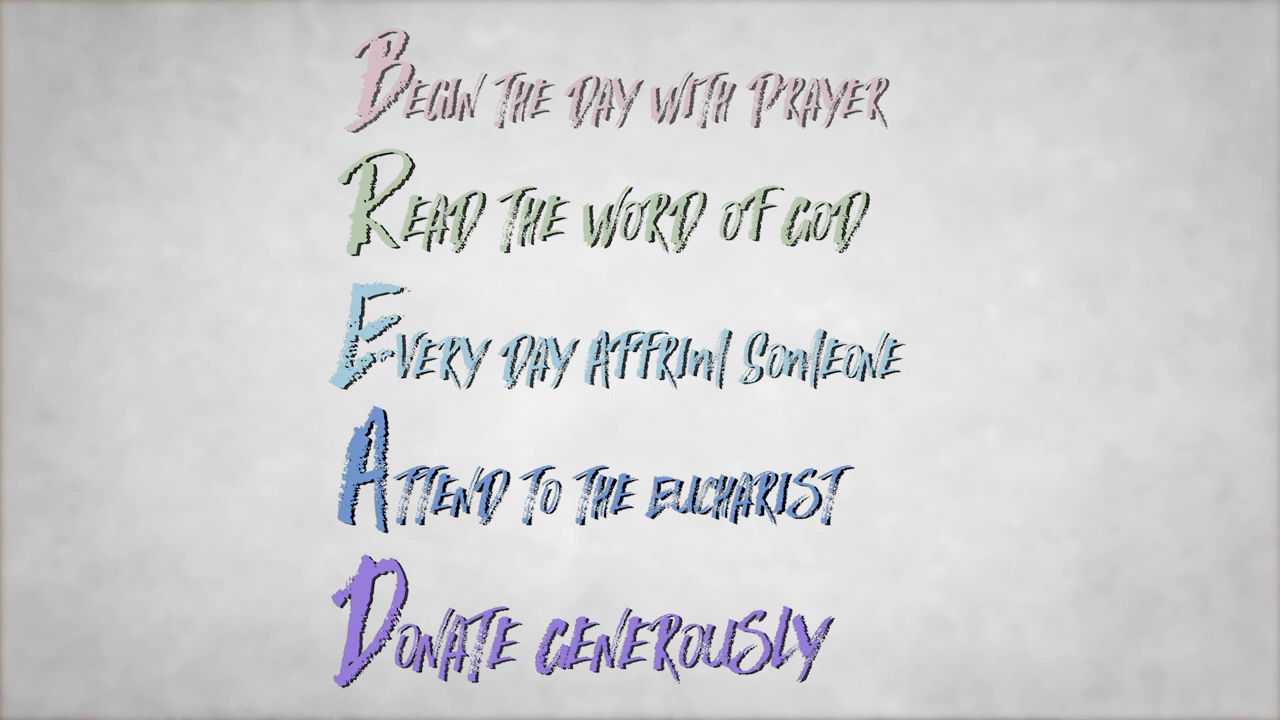 Begin the Day with Prayer
Read the Word of God
Every Day Affrim Someone
Attend to the Eucharist
Donate Generously